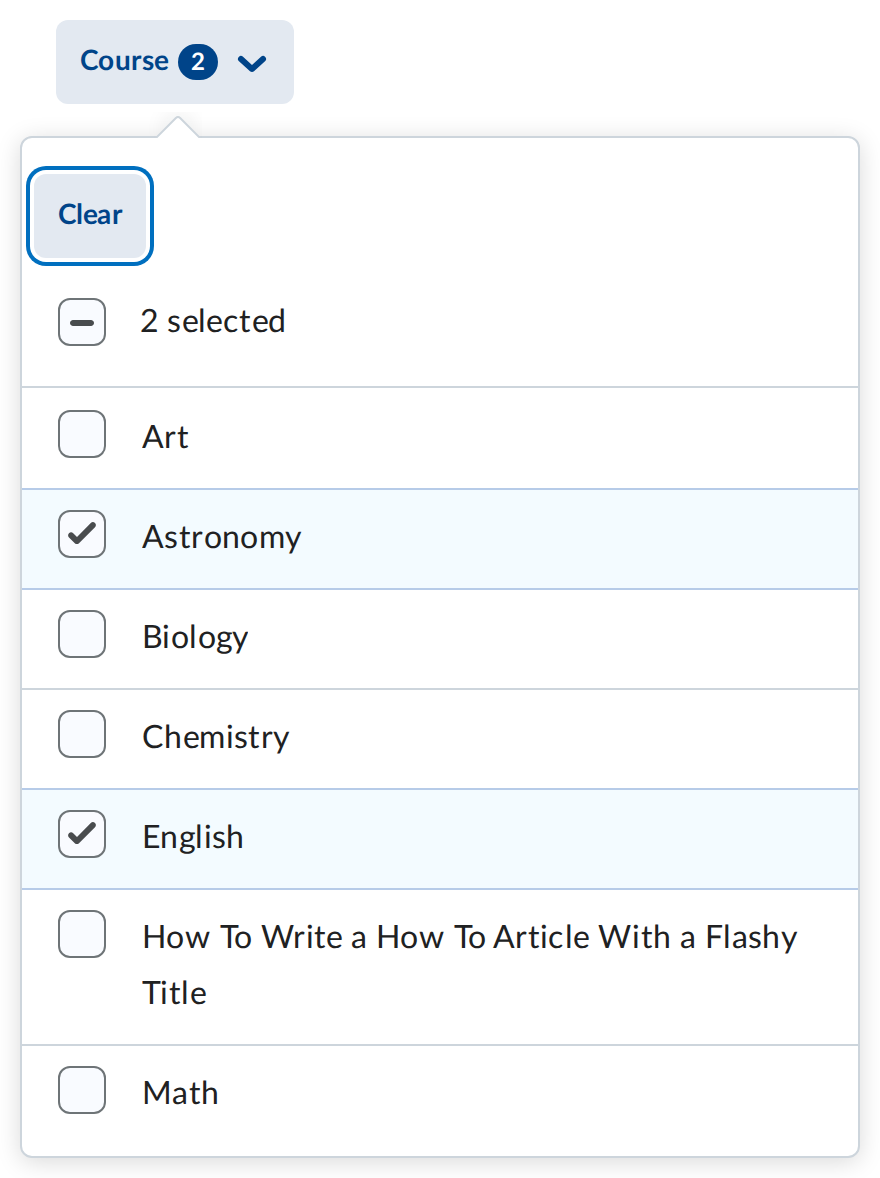 Course 2
Clear
2 selected
Art
Astronomy
Biology
Chemistry
English
How To Write a How To Article With a Flashy
Title
Math